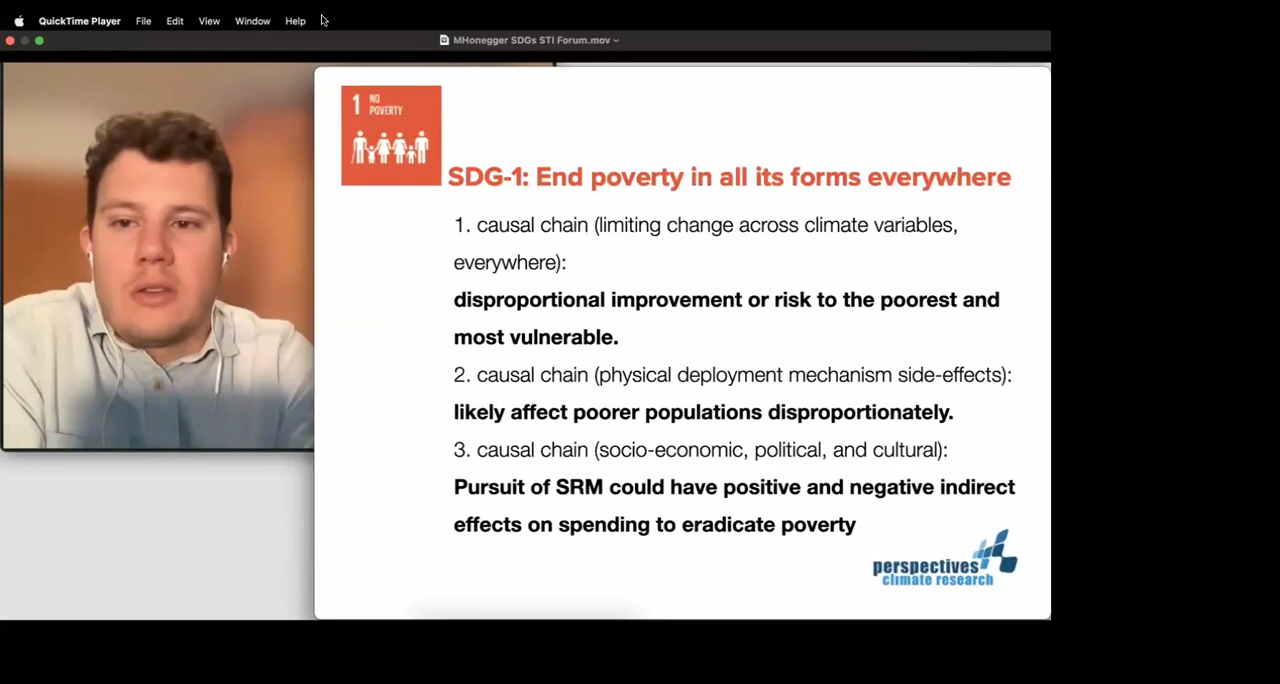 QuickTime Player File Edit View Window Help
MHonegger SDGs STI Forum.mov
1 NO
POVERTY
SDG-1: End poverty in all its forms everywhere
1. causal chain (limiting change across climate variables,
everywhere):
disproportional improvement or risk to the poorest and
most vulnerable.
2. causal chain (physical deployment mechanism side-effects):
likely affect poorer populations disproportionately.
3. causal chain (socio-economic, political, and cultural):
Pursuit of SRM could have positive and negative indirect
effects on spending to eradicate poverty
perspectives
climate research